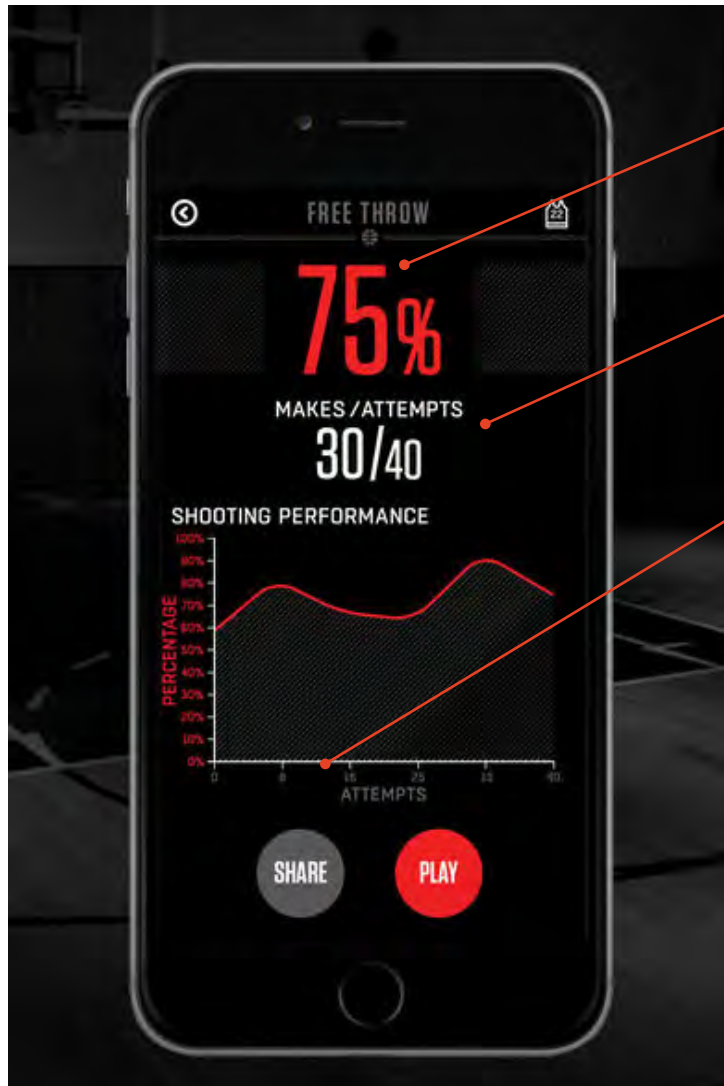 FREE THROW
22
75%
MAKES/ATTEMPTS
30/40
SHOOTING PERFORMANCE
100%
90%
80%
70%
60%
50%
40%
30%
20%
10%
0%
PERCENTAGE
0 8 16 25 33 40
ATTEMPTS
SHARE PLAY